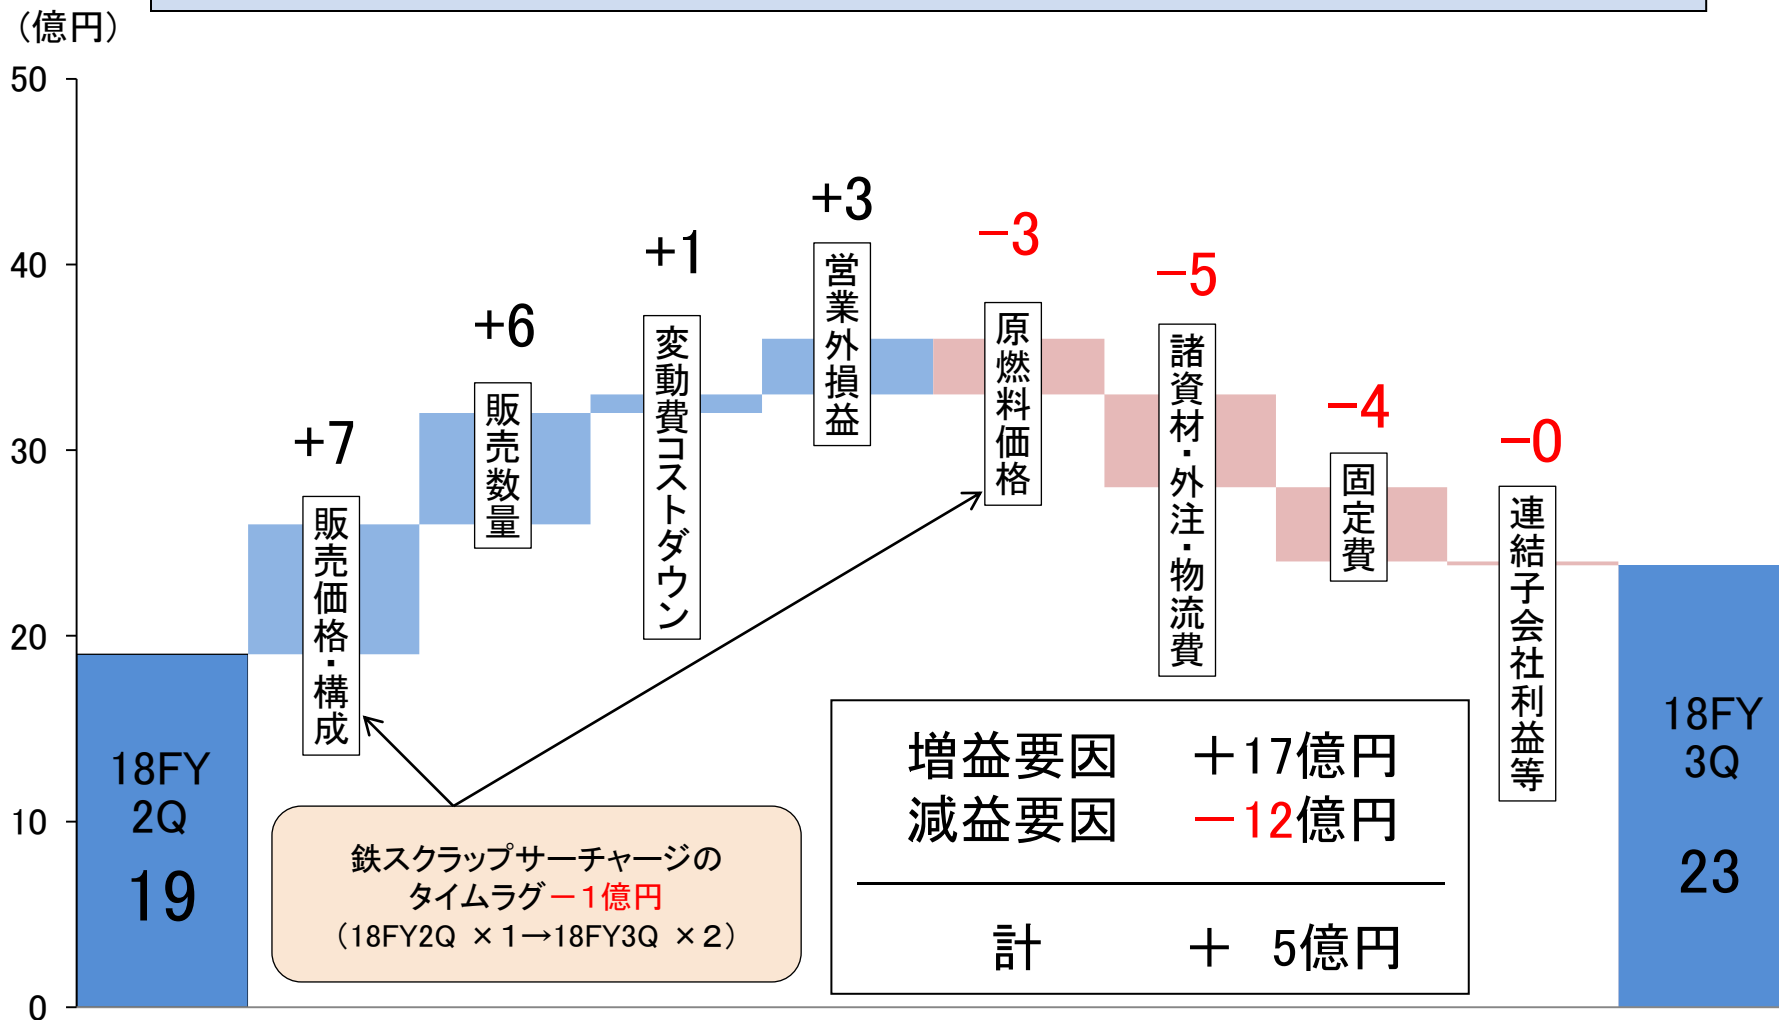 （億円）
50
40
30
20
10
0
+7
+6
+1
+3
−3
−5
−4
−0
販売価格・構成
販売数量
変動費コストダウン
営業外損益
原燃料価格
諸資材・外注・物流費
固定費
連結子会社利益等
18FY
2Q
19
18FY
3Q
23
鉄スクラップサーチャージの
タイムラグ－１億円
（18FY2Q ×１→18FY3Q ×２）
増益要因 ＋17億円
減益要因 －12億円
計 ＋ 5億円